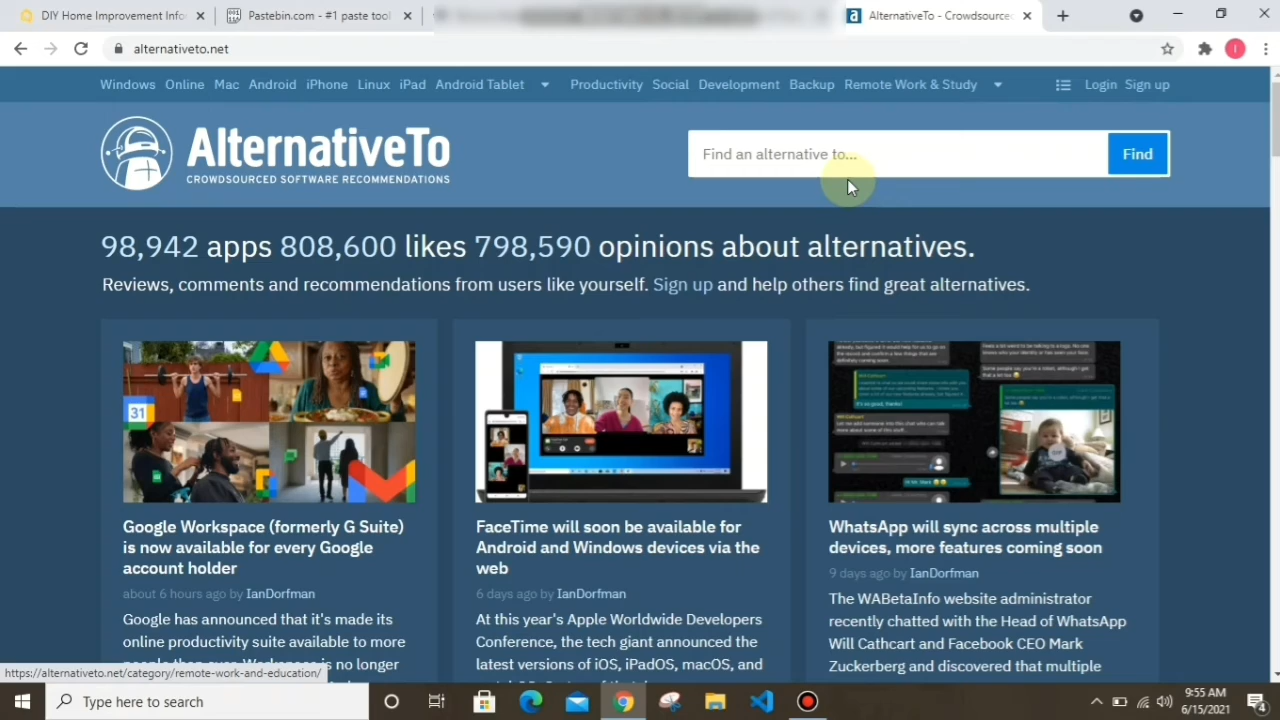 DIY Home Improvement Info
Pastebin.com - #1 paste tool
AlternativeTo - Crowdsource
alternativeto.net
Windows Online Mac Android iPhone Linux iPad Android Tablet Productivity Social Development Backup Remote Work & Study Login Sign up
AlternativeTo
CROWDSOURCED SOFTWARE RECOMMENDATIONS
Find an alternative to...
Find
98,942 apps 808,600 likes 798,590 opinions about alternatives.
Reviews, comments and recommendations from users like yourself. Sign up and help others find great alternatives.
31
Google Workspace (formerly G Suite)
is now available for every Google
account holder
about 6 hours ago by IanDorfman
Google has announced that it's made its
online productivity suite available to more
no longer
FaceTime will soon be available for
Android and Windows devices via the
web
6 days ago by IanDorfman
At this year's Apple Worldwide Developers
Conference, the tech giant announced the
latest versions of iOS, iPadOS, macOS, and
WhatsApp will sync across multiple
devices, more features coming soon
9 days ago by IanDorfman
The WABetaInfo website administrator
recently chatted with the Head of WhatsApp
Will Cathcart and Facebook CEO Mark
Zuckerberg and discovered that multiple
https://alternativeto.net/category/remote-work-and-education/
Type here to search
9:55 AM
6/15/2021
4